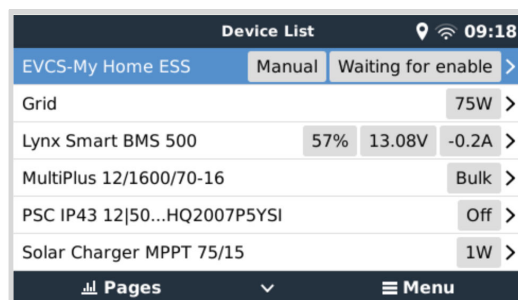 Device List 09:18
EVCS-My Home ESS Manual Waiting for enable
Grid 75W
Lynx Smart BMS 500 57% 13.08V -0.2A
MultiPlus 12/1600/70-16 Bulk
PSC IP43 12|50...HQ2007P5YSI Off
Solar Charger MPPT 75/15 1W
Pages Menu